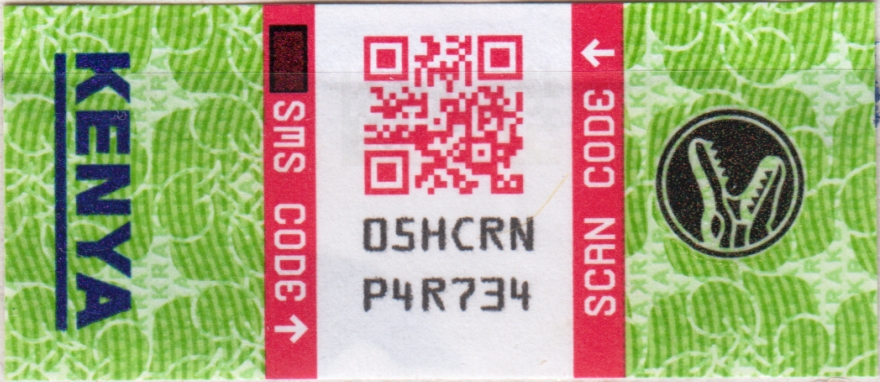 KENYA
SMS CODE →
05HCRN
P4R734
SCAN CODE →